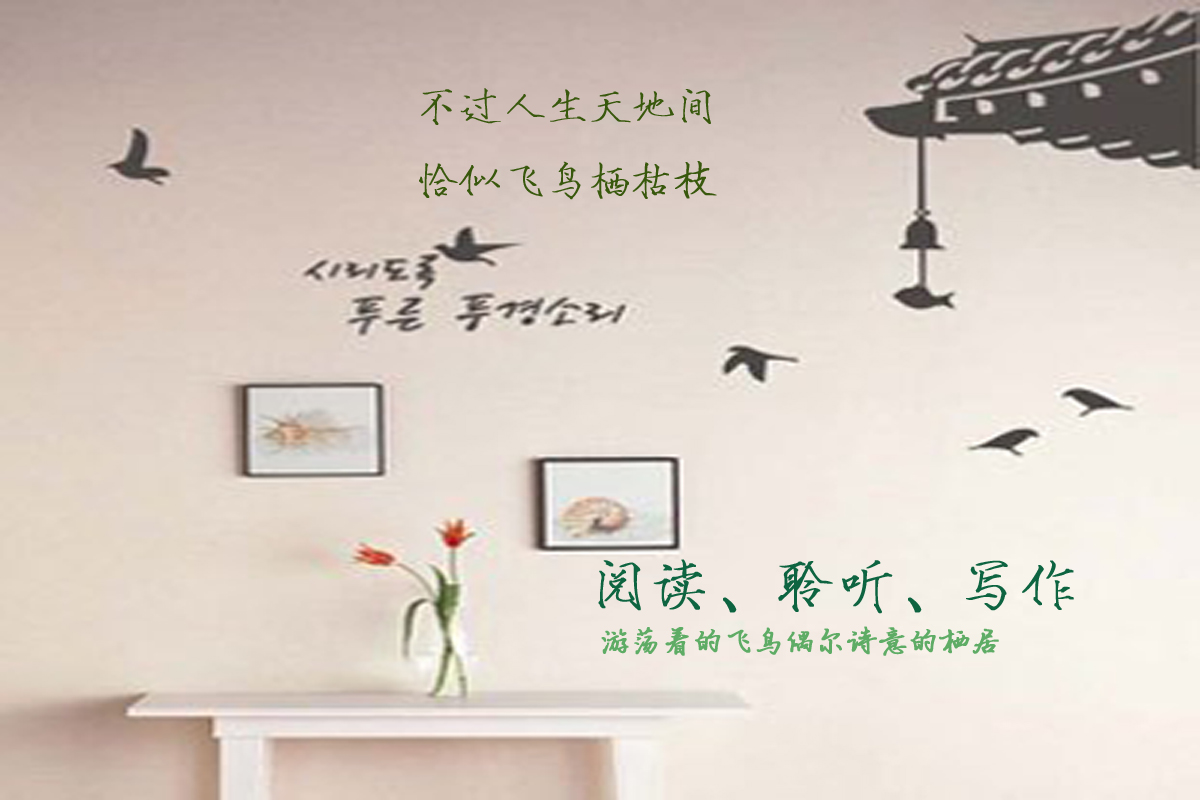 不过人生天地间
恰似飞鸟栖枯枝
시리도록
푸른 풍경소리
阅读、聆听、写作
游荡着的飞鸟偶尔诗意的栖居